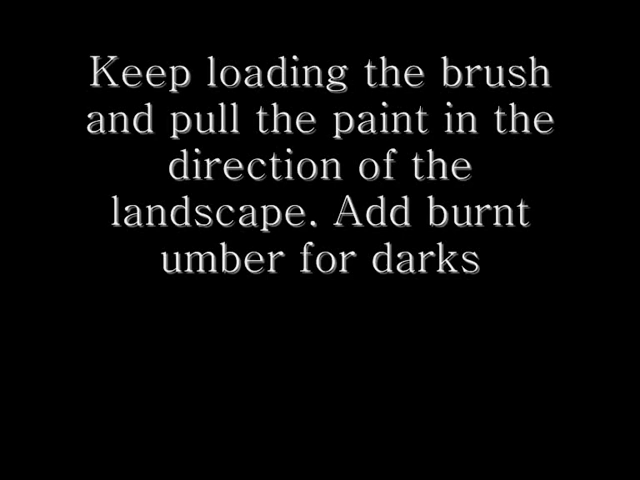 Keep loading the brush
and pull the paint in the
direction of the
landscape. Add burnt
umber for darks